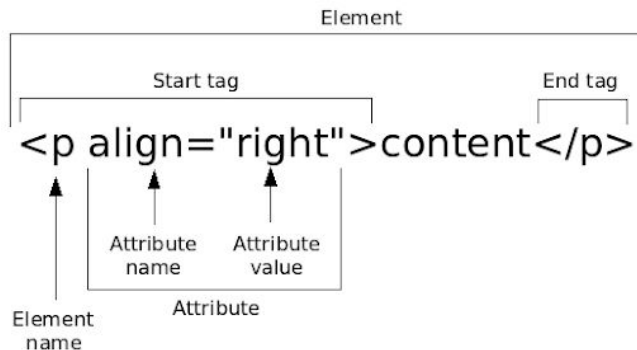 Element
Start tag
End tag
<p align="right">content</p>
Attribute
name
Attribute
value
Attribute
Element
name